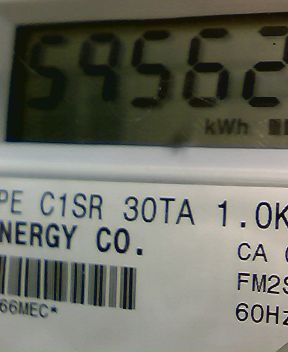 59562
kWh
PE C1SR 30TA 1.0K
NERGY CO.
CA
FM2S
66MEC*
60Hz